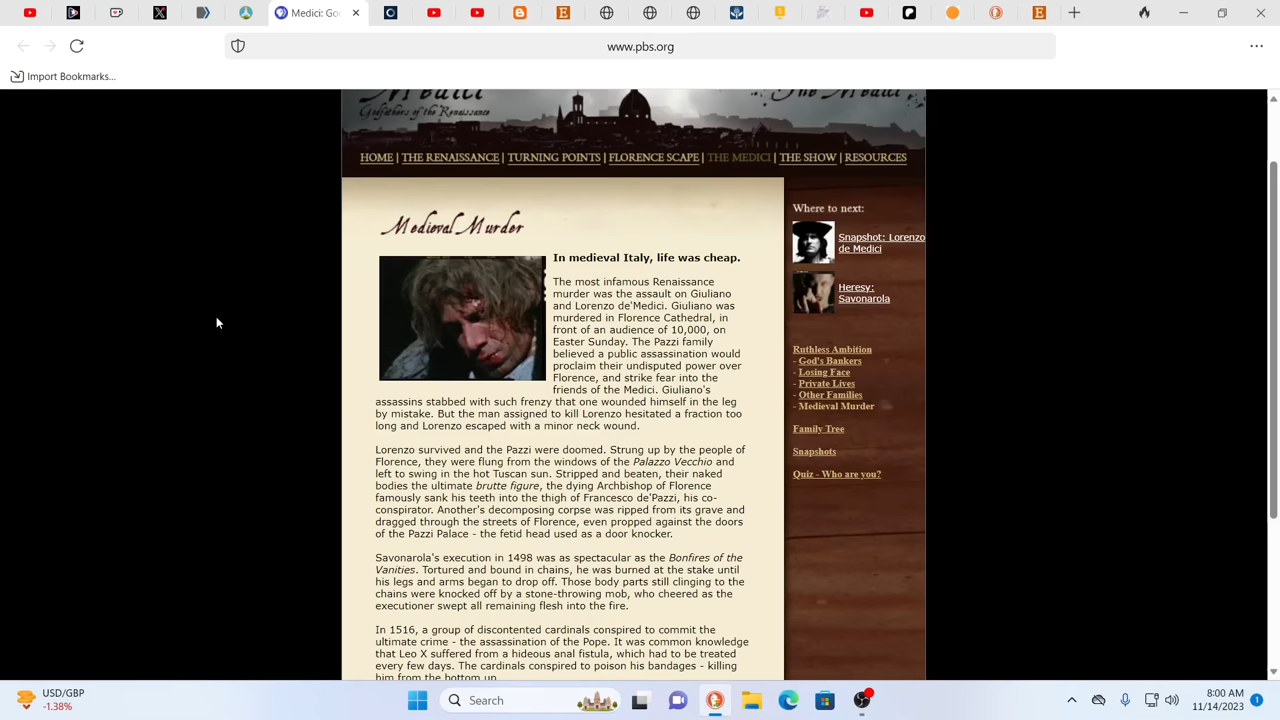 Medici: Go
www.pbs.org
Import Bookmarks...
Godfathers of the Renaissance
HOME | THE RENAISSANCE | TURNING POINTS | FLORENCE SCAPE | THE MEDICI | THE SHOW | RESOURCES
Medieval Murder
In medieval Italy, life was cheap.
The most infamous Renaissance
murder was the assault on Giuliano
and Lorenzo de'Medici. Giuliano was
murdered in Florence Cathedral, in
front of an audience of 10,000, on
Easter Sunday. The Pazzi family
believed a public assassination would
proclaim their undisputed power over
Florence, and strike fear into the
friends of the Medici. Giuliano's
assassins stabbed with such frenzy that one wounded himself in the leg
by mistake. But the man assigned to kill Lorenzo hesitated a fraction too
long and Lorenzo escaped with a minor neck wound.
Lorenzo survived and the Pazzi were doomed. Strung up by the people of
Florence, they were flung from the windows of the Palazzo Vecchio and
left to swing in the hot Tuscan sun. Stripped and beaten, their naked
bodies the ultimate brutte figure, the dying Archbishop of Florence
famously sank his teeth into the thigh of Francesco de'Pazzi, his co-
conspirator. Another's decomposing corpse was ripped from its grave and
dragged through the streets of Florence, even propped against the doors
of the Pazzi Palace - the fetid head used as a door knocker.
Savonarola's execution in 1498 was as spectacular as the Bonfires of the
Vanities. Tortured and bound in chains, he was burned at the stake until
his legs and arms began to drop off. Those body parts still clinging to the
chains were knocked off by a stone-throwing mob, who cheered as the
executioner swept all remaining flesh into the fire.
In 1516, a group of discontented cardinals conspired to commit the
ultimate crime - the assassination of the Pope. It was common knowledge
that Leo X suffered from a hideous anal fistula, which had to be treated
every few days. The cardinals conspired to poison his bandages - killing
him from the bottom up.
Where to next:
Snapshot: Lorenzo
de Medici
Heresy:
Savonarola
Ruthless Ambition
- God's Bankers
- Losing Face
- Private Lives
- Other Families
- Medieval Murder
Family Tree
Snapshots
Quiz - Who are you?
USD/GBP
-1.38%
Search
8:00 AM
11/14/2023
1